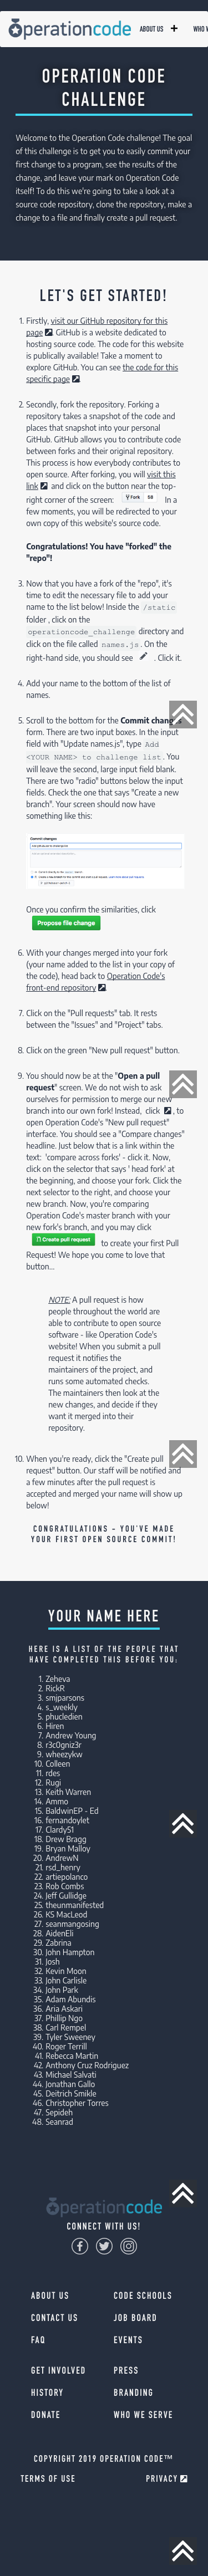 operationcode
ABOUT US +
WHO W
OPERATION CODE
CHALLENGE
Welcome to the Operation Code challenge! The goal
of this challenge is to get you to easily commit your
first change to a program, see the results of the
change, and leave your mark on Operation Code
itself! To do this we're going to take a look at a
source code repository, clone the repository, make a
change to a file and finally create a pull request.
LET'S GET STARTED!
1. Firstly, visit our GitHub repository for this
page. GitHub is a website dedicated to
hosting source code. The code for this website
is publically available! Take a moment to
explore GitHub. You can see the code for this
specific page.
2. Secondly, fork the repository. Forking a
repository takes a snapshot of the code and
places that snapshot into your personal
GitHub. GitHub allows you to contribute code
between forks and their original repository.
This process is how everybody contributes to
open source. After forking, you will visit this
link and click on the button near the top-
right corner of the screen: Fork 58 In a
few moments, you will be redirected to your
own copy of this website's source code.
Congratulations! You have "forked" the
"repo"!
3. Now that you have a fork of the "repo", it's
time to edit the necessary file to add your
name to the list below! Inside the /static
folder , click on the
operationcode_challenge directory and
click on the file called names.js. On the
right-hand side, you should see . Click it.
4. Add your name to the bottom of the list of
names.
5. Scroll to the bottom for the Commit changes
form. There are two input boxes. In the input
field with "Update names.js", type Add
<YOUR NAME> to challenge list. You
will leave the second, large input field blank.
There are two "radio" buttons below the input
fields. Check the one that says "Create a new
branch". Your screen should now have
something like this:
Commit changes
Once you confirm the similarities, click
Propose file change
6. With your changes merged into your fork
(your name added to the list in your copy of
the code), head back to Operation Code's
front-end repository.
7. Click on the "Pull requests" tab. It rests
between the "Issues" and "Project" tabs.
8. Click on the green "New pull request" button.
9. You should now be at the "Open a pull
request" screen. We do not wish to ask
ourselves for permission to merge our new
branch into our own fork! Instead, click , to
open Operation Code's "New pull request"
interface. You should see a "Compare changes"
headline. Just below that is a link within the
text: 'compare across forks' - click it. Now,
click on the selector that says ' head fork' at
the beginning, and choose your fork. Click the
next selector to the right, and choose your
new branch. Now, you're comparing
Operation Code's master branch with your
new fork's branch, and you may click
Create pull request to create your first Pull
Request! We hope you come to love that
button...
NOTE: A pull request is how
people throughout the world are
able to contribute to open source
software - like Operation Code's
website! When you submit a pull
request it notifies the
maintainers of the project, and
runs some automated checks.
The maintainers then look at the
new changes, and decide if they
want it merged into their
repository.
10. When you're ready, click the "Create pull
request" button. Our staff will be notified and
a few minutes after the pull request is
accepted and merged your name will show up
below!
CONGRATULATIONS - YOU'VE MADE
YOUR FIRST OPEN SOURCE COMMIT!
YOUR NAME HERE
HERE IS A LIST OF THE PEOPLE THAT
HAVE COMPLETED THIS BEFORE YOU:
1. Zeheva
2. RickR
3. smjparsons
4. s_weekly
5. phucledien
6. Hiren
7. Andrew Young
8. r3c0gniz3r
9. wheezykw
10. Colleen
11. rdes
12. Rugi
13. Keith Warren
14. Ammo
15. BaldwinEP - Ed
16. fernandoylet
17. Clardy51
18. Drew Bragg
19. Bryan Malloy
20. AndrewN
21. rsd_henry
22. artiepolanco
23. Rob Combs
24. Jeff Gullidge
25. theunmanifested
26. KS MacLeod
27. seanmangosing
28. AidenEli
29. Zabrina
30. John Hampton
31. Josh
32. Kevin Moon
33. John Carlisle
34. John Park
35. Adam Abundis
36. Aria Askari
37. Phillip Ngo
38. Carl Rempel
39. Tyler Sweeney
40. Roger Terrill
41. Rebecca Martin
42. Anthony Cruz Rodriguez
43. Michael Salvati
44. Jonathan Gallo
45. Deitrich Smikle
46. Christopher Torres
47. Sepideh
48. Seanrad
operationcode
CONNECT WITH US!
ABOUT US
CODE SCHOOLS
CONTACT US
JOB BOARD
FAQ
EVENTS
GET INVOLVED
PRESS
HISTORY
BRANDING
DONATE
WHO WE SERVE
COPYRIGHT 2019 OPERATION CODE™
TERMS OF USE
PRIVACY